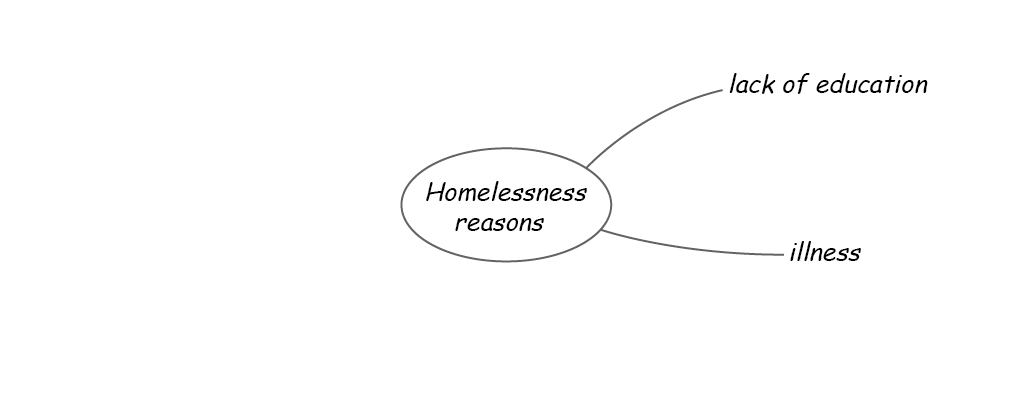 lack of education
Homelessness
reasons
illness